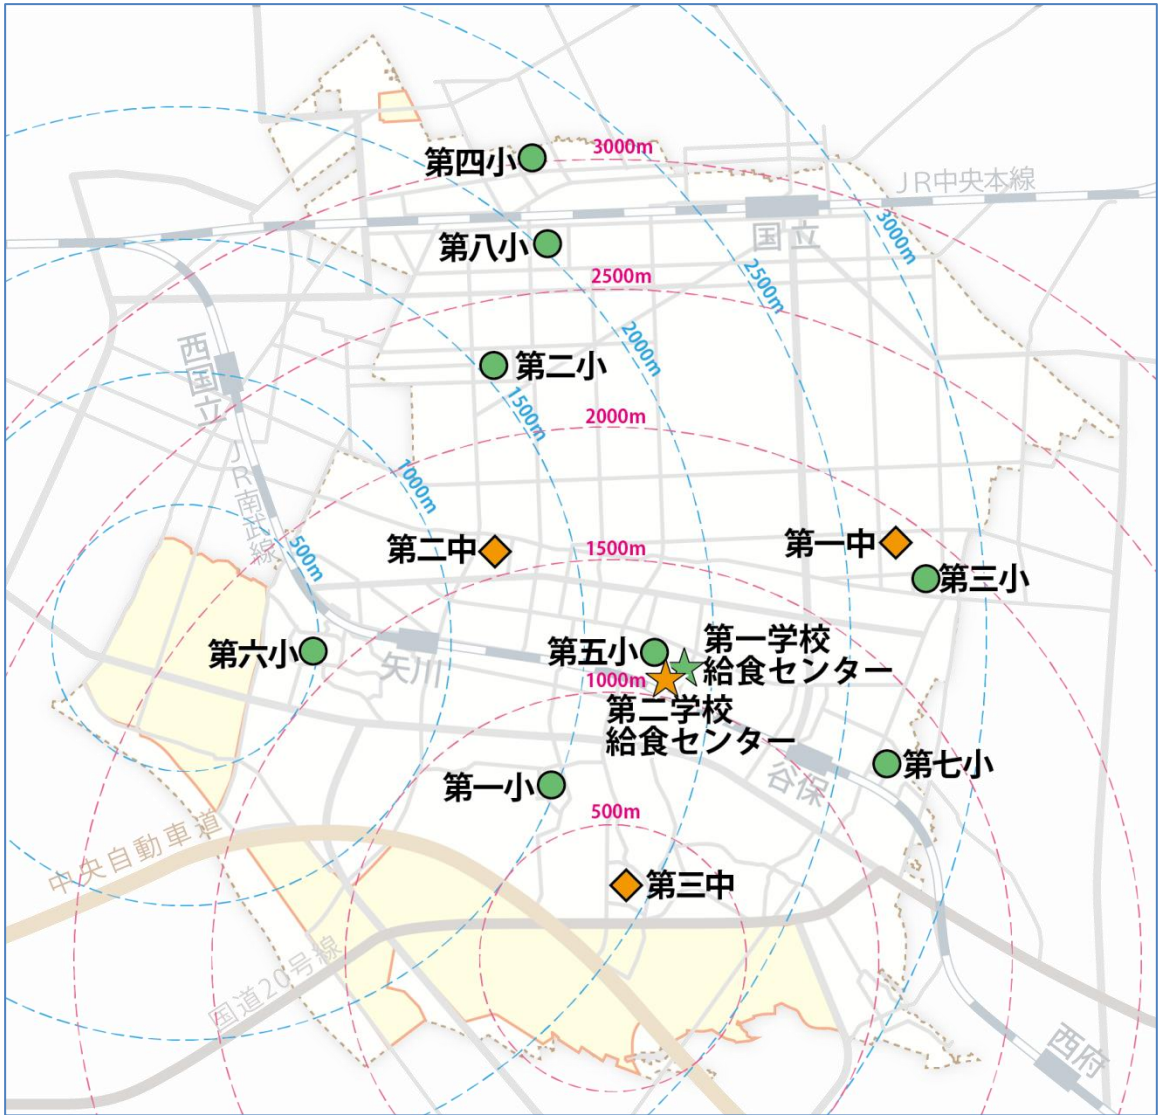 第四小
3000m
JR中央本線
国立
3000m
第八小
2500m
2500m
2000m
西国立
第二小
1500m
2000m
1000m
JR南武線
500m
第二中
1500m
第一中
第三小
第六小
矢川
第五小
第一学校
給食センター
1000m
第二学校
給食センター
谷保
第七小
第一小
500m
中央自動車道
第三中
国道20号線
西府